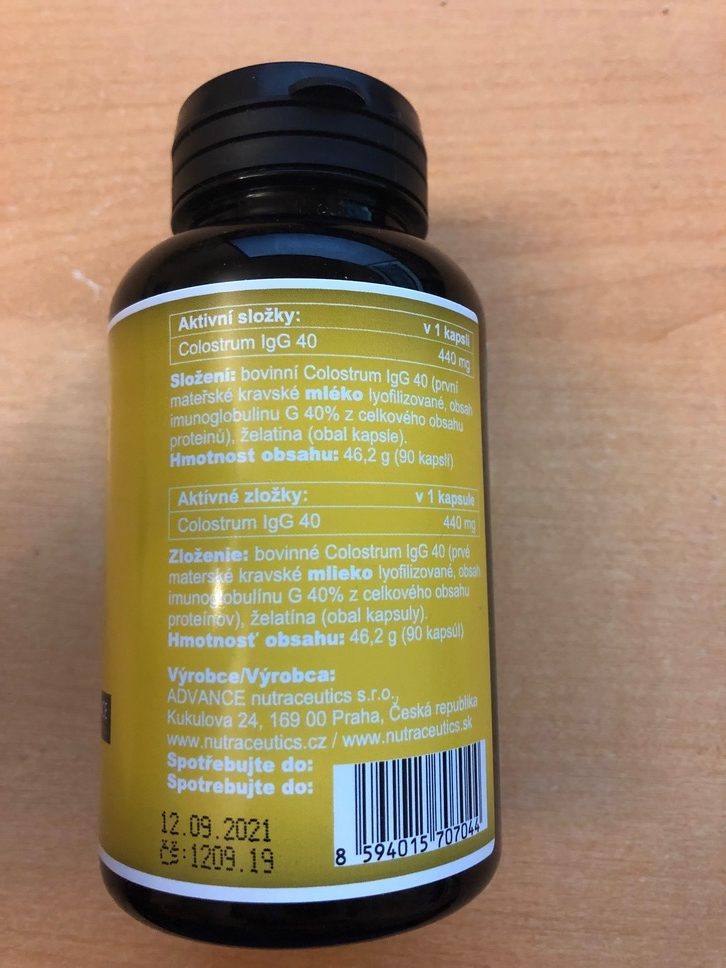 Aktivní složky: v 1 kapsli
Colostrum IgG 40 440 mg
Složení: bovinní Colostrum IgG 40 (první
mateřské kravské mléko lyofilizované, obsah
imunoglobulinu G 40% z celkového obsahu
proteinů), želatina (obal kapsle).
Hmotnost obsahu: 46,2 g (90 kapslí)
Aktívné zložky: v 1 kapsule
Colostrum IgG 40 440 mg
Zloženie: bovinné Colostrum IgG 40 (prvé
materské kravské mlieko lyofilizované, obsah
imunoglobulínu G 40% z celkového obsahu
proteínov), želatína (obal kapsuly).
Hmotnosť obsahu: 46,2 g (90 kapsúl)
Výrobce/Výrobca:
ADVANCE nutraceutics s.r.o.,
Kukulova 24, 169 00 Praha, Česká republika
www.nutraceutics.cz / www.nutraceutics.sk
Spotřebujte do:
Spotrebujte do:
12.09.2021
čš:1209.19
8 594015 707044